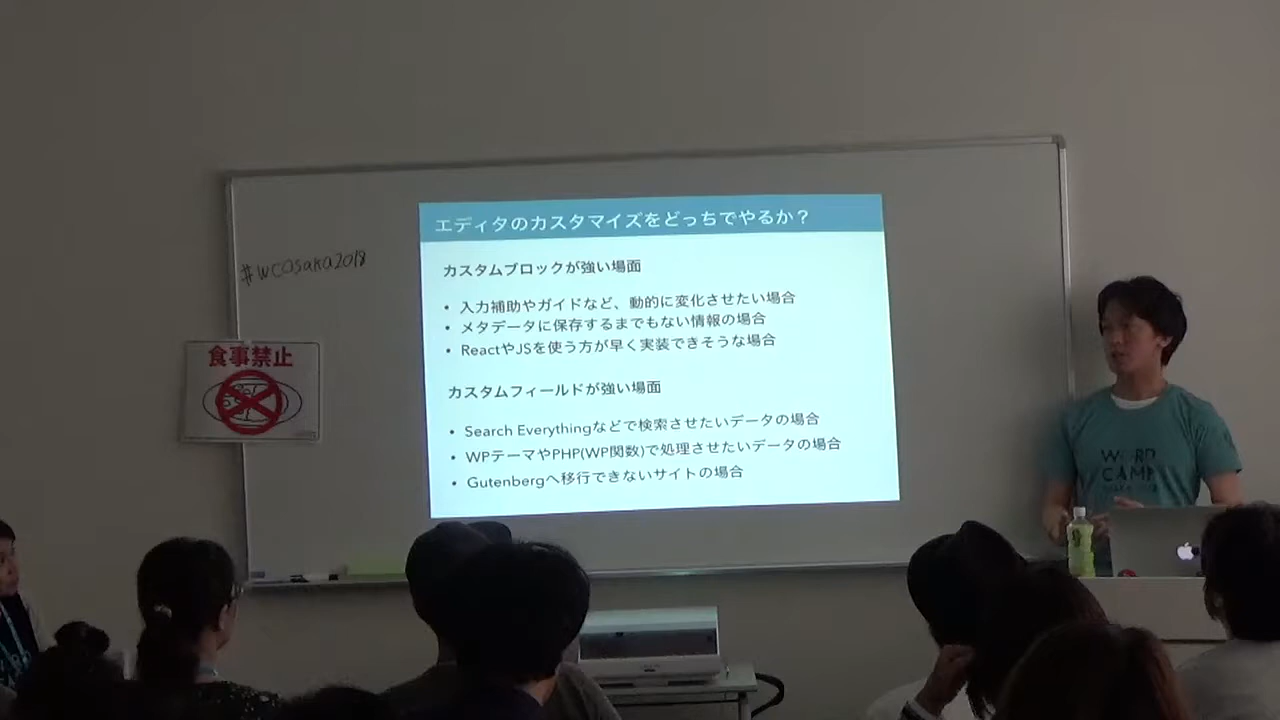 エディタのカスタマイズをどっちでやるか？
カスタムブロックが強い場面
• 入力補助やガイドなど、動的に変化させたい場合
• メタデータに保存するまでもない情報の場合
• ReactやJSを使う方が早く実装できそうな場合
カスタムフィールドが強い場面
• Search Everythingなどで検索させたいデータの場合
• WPテーマやPHP(WP関数)で処理させたいデータの場合
• Gutenbergへ移行できないサイトの場合
#WCOsaka2018
食事禁止
WORD
CAMP